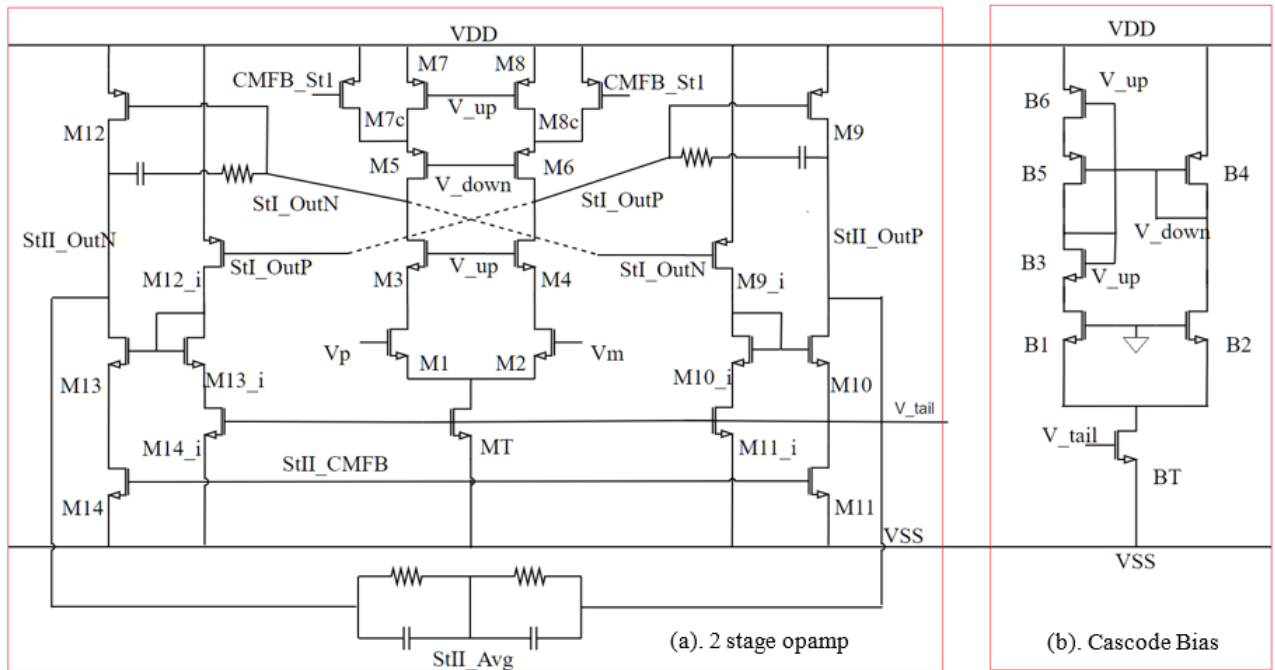 VDD
M7
M8
CMFB_St1
CMFB_St1
V_up
M12
M7c
M8c
M9
M5
M6
V_down
StI_OutN
StI_OutP
StII_OutN
StII_OutP
StI_OutP
V_up
StI_OutN
M12_i
M3
M4
M9_i
Vp
Vm
M1
M2
M13
M13_i
M10_i
M10
V_tail
M14_i
MT
M11_i
StII_CMFB
M14
M11
VSS
StII_Avg
(a). 2 stage opamp
VDD
V_up
B6
B5
B4
V_down
B3
V_up
B1
B2
V_tail
BT
VSS
(b). Cascode Bias